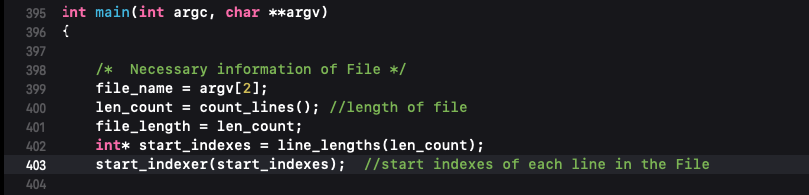 395 int main(int argc, char **argv)
396 {
397
398     /*  Necessary information of File */
399     file_name = argv[2];
400     len_count = count_lines(); //length of file
401     file_length = len_count;
402     int* start_indexes = line_lengths(len_count);
403     start_indexer(start_indexes);  //start indexes of each line in the File
404